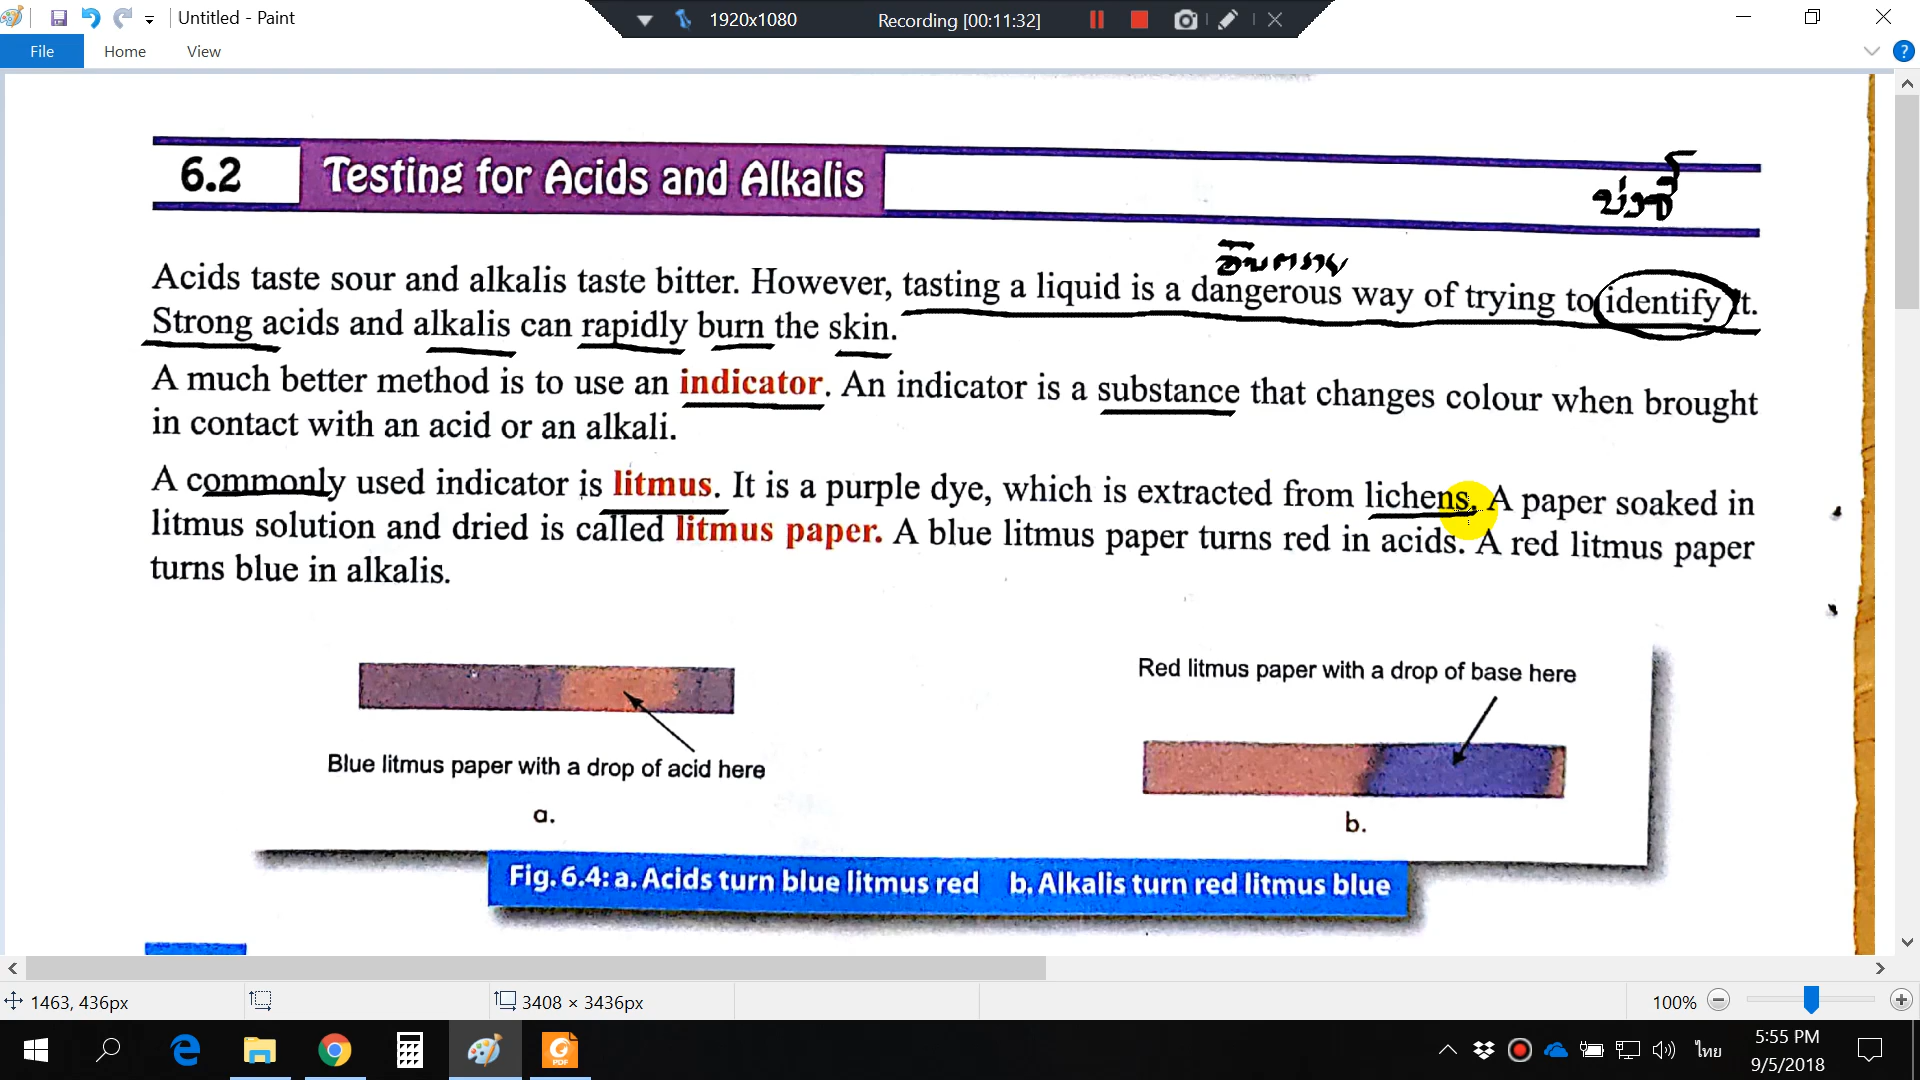 Untitled - Paint
1920x1080
Recording [00:11:32]
File
Home
View
6.2
Testing for Acids and Alkalis
บ่งชี้
อันตราย
Acids taste sour and alkalis taste bitter. However, tasting a liquid is a dangerous way of trying to identify it.
Strong acids and alkalis can rapidly burn the skin.
A much better method is to use an indicator. An indicator is a substance that changes colour when brought
in contact with an acid or an alkali.
A commonly used indicator is litmus. It is a purple dye, which is extracted from lichens. A paper soaked in
litmus solution and dried is called litmus paper. A blue litmus paper turns red in acids. A red litmus paper
turns blue in alkalis.
Red litmus paper with a drop of base here
Blue litmus paper with a drop of acid here
a.
b.
Fig. 6.4: a. Acids turn blue litmus red b. Alkalis turn red litmus blue
1463, 436px
3408 × 3436px
100%
PDF
ไทย
5:55 PM
9/5/2018